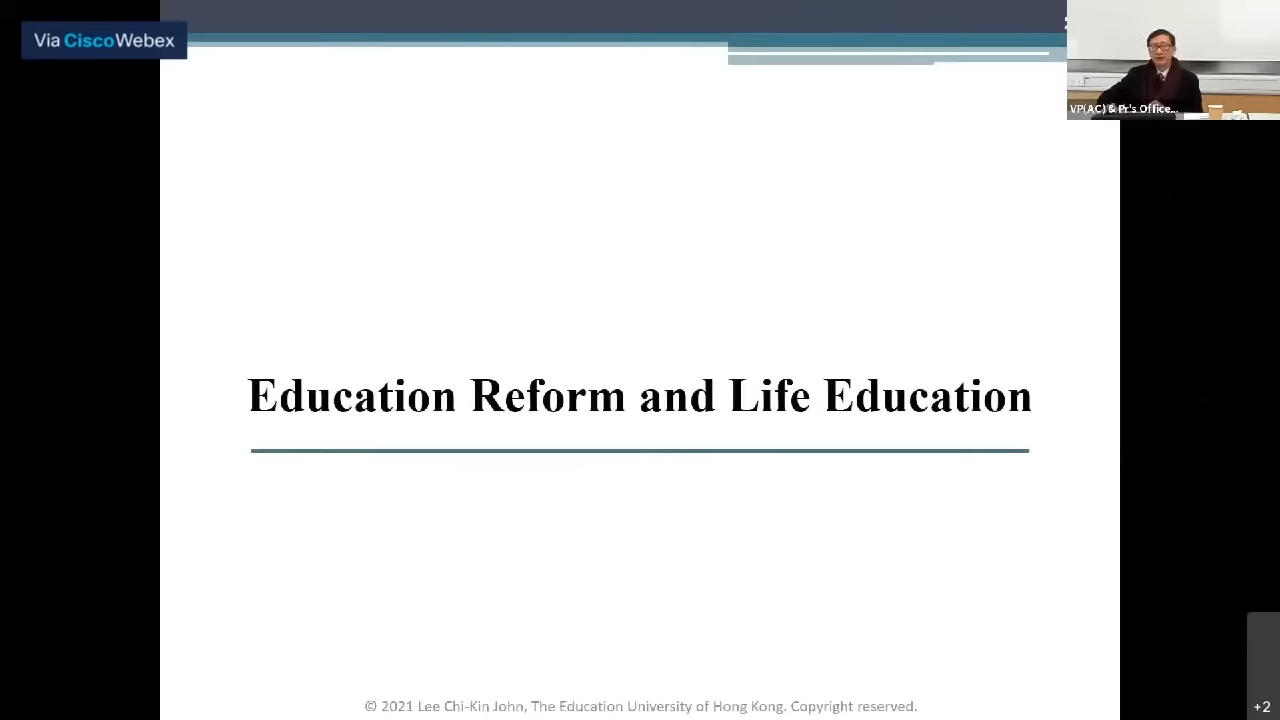 Via CiscoWebex
VP(AC) & Pr's Office...
Education Reform and Life Education
© 2021 Lee Chi-Kin John, The Education University of Hong Kong. Copyright reserved.
+2